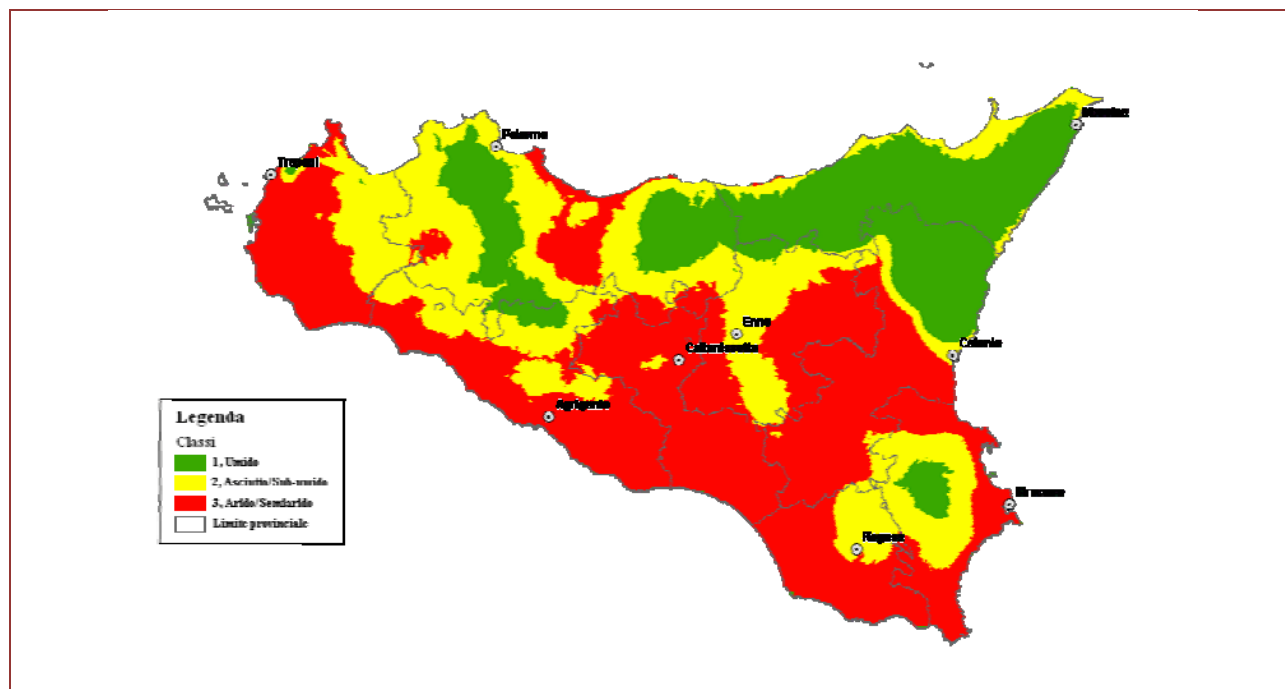 Palermo
Messina
Trapani
Enna
Caltanissetta
Catania
Agrigento
Siracusa
Ragusa
Legenda
Classi
1, Umido
2, Asciutto/Sub-umido
3, Arido/Semiarido
Limite provinciale